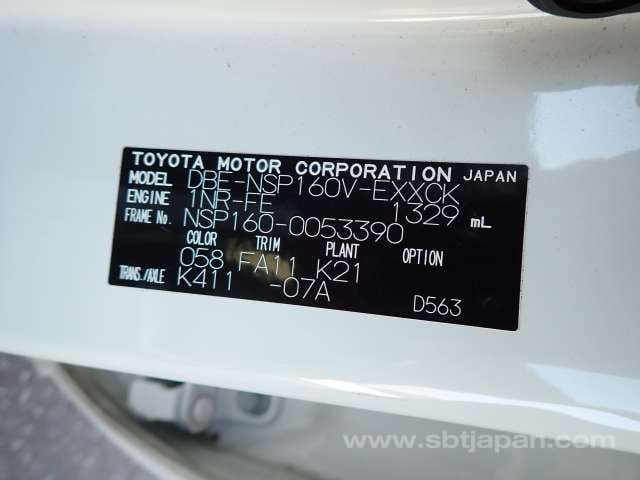 TOYOTA MOTOR CORPORATION JAPAN
MODEL DBE-NSP160V-EXXCK
ENGINE 1NR-FE 1329 mL
FRAME No. NSP160-0053390
COLOR TRIM PLANT OPTION
058 FA11 K21
TRANS./AXLE K411 -07A D563
www.sbtjapan.com